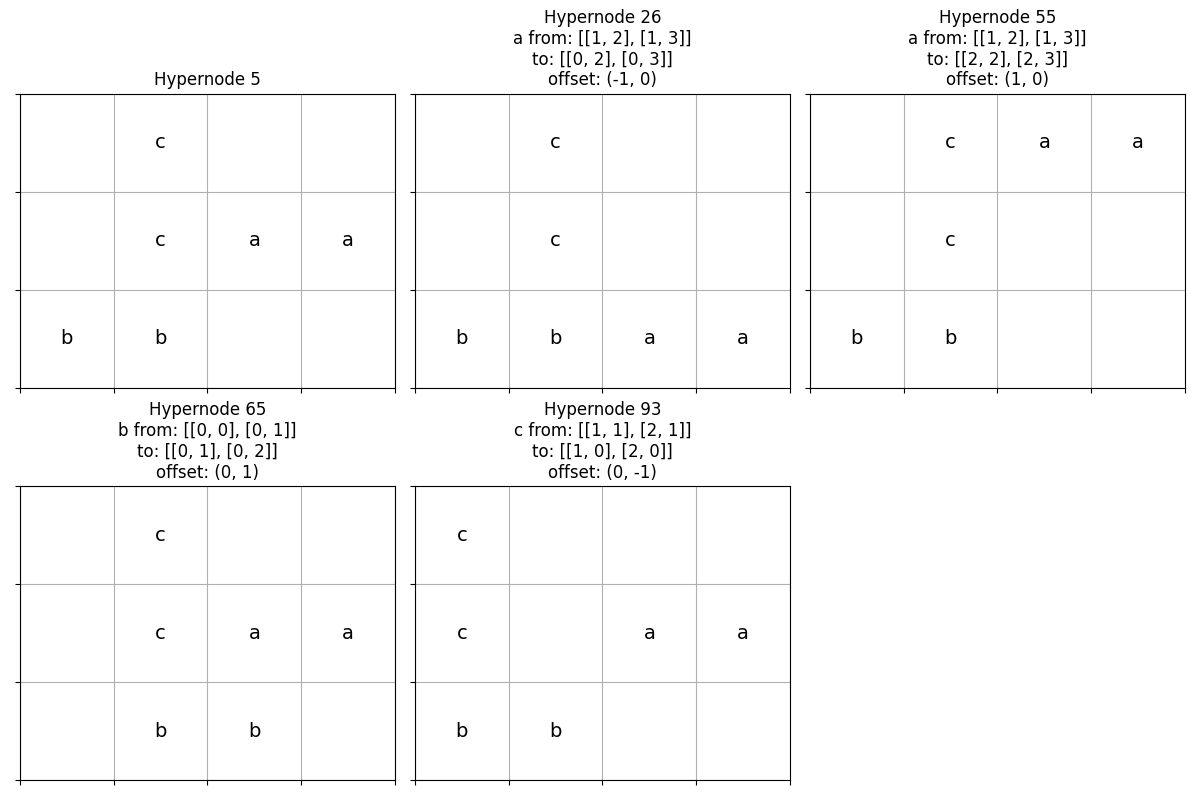 Hypernode 5
c
c a a
b b
Hypernode 26
a from: [[1, 2], [1, 3]]
to: [[0, 2], [0, 3]]
offset: (-1, 0)
c
c
b b a a
Hypernode 55
a from: [[1, 2], [1, 3]]
to: [[2, 2], [2, 3]]
offset: (1, 0)
c a a
c
b b
Hypernode 65
b from: [[0, 0], [0, 1]]
to: [[0, 1], [0, 2]]
offset: (0, 1)
c
c a a
b b
Hypernode 93
c from: [[1, 1], [2, 1]]
to: [[1, 0], [2, 0]]
offset: (0, -1)
c
c a a
b b